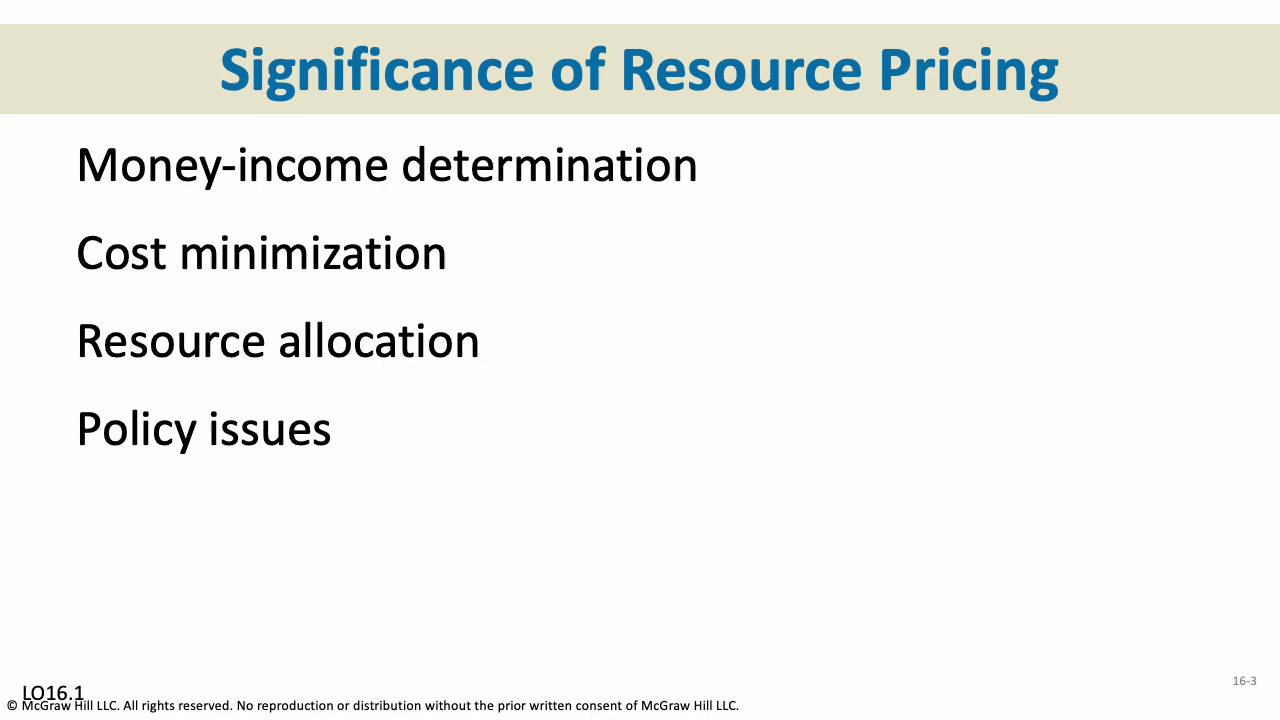 Significance of Resource Pricing
Money-income determination
Cost minimization
Resource allocation
Policy issues
LO16.1
16-3
© McGraw Hill LLC. All rights reserved. No reproduction or distribution without the prior written consent of McGraw Hill LLC.